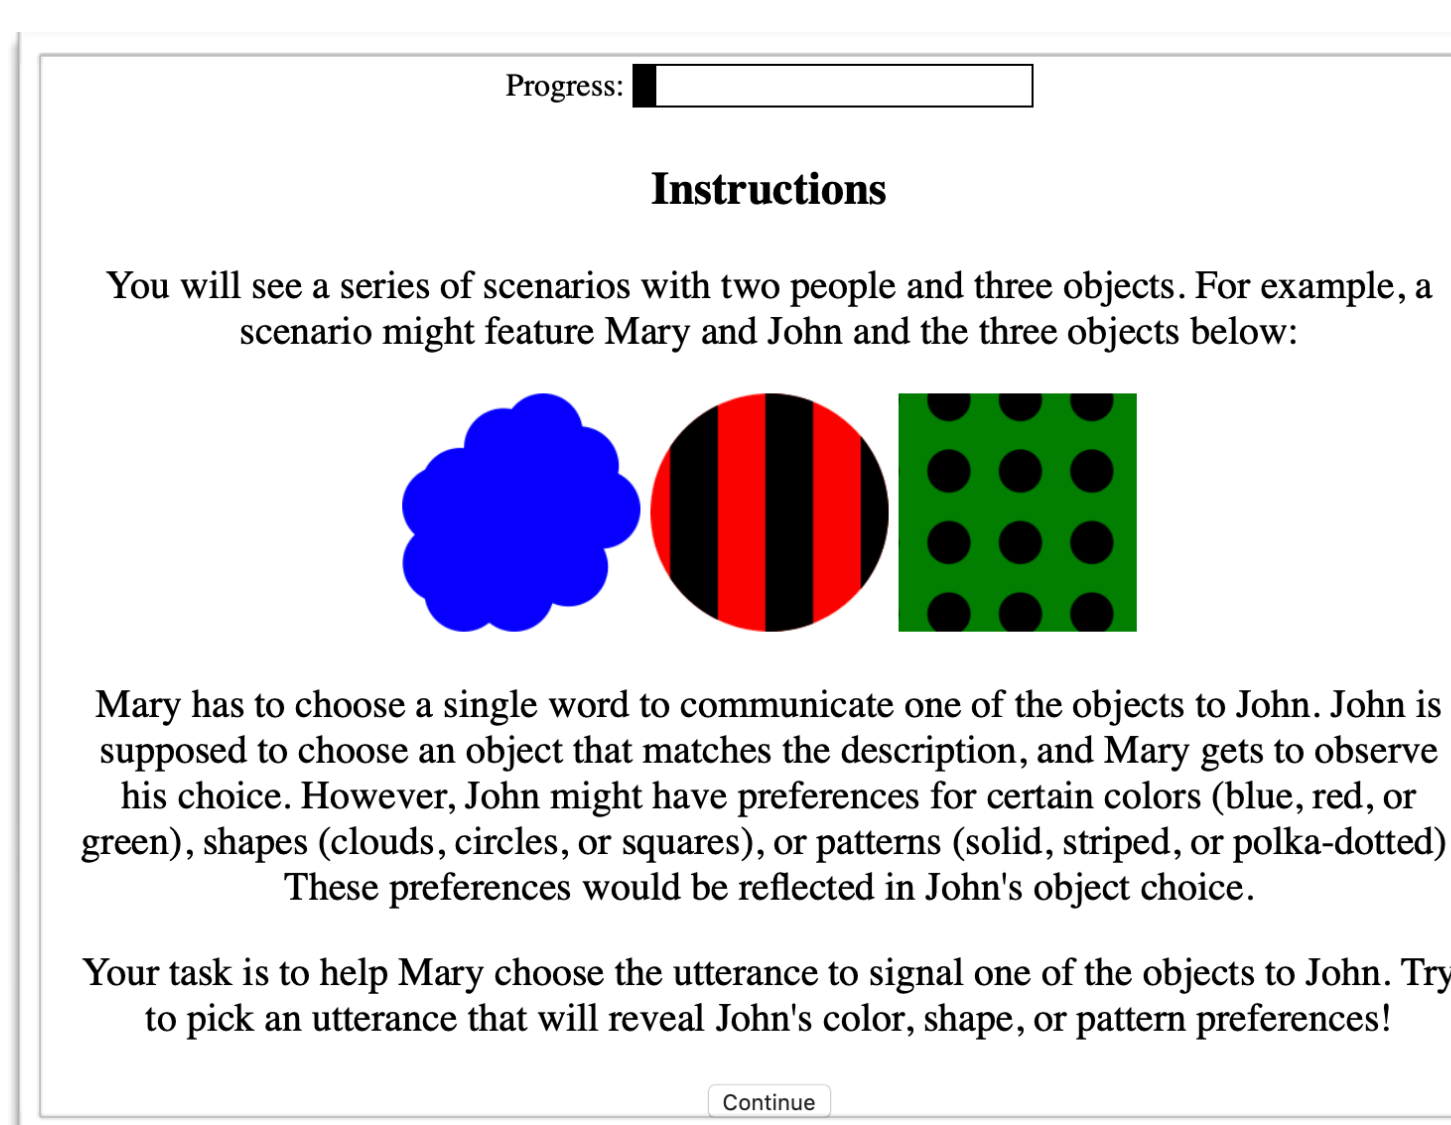 Progress:
Instructions
You will see a series of scenarios with two people and three objects. For example, a
scenario might feature Mary and John and the three objects below:
Mary has to choose a single word to communicate one of the objects to John. John is
supposed to choose an object that matches the description, and Mary gets to observe
his choice. However, John might have preferences for certain colors (blue, red, or
green), shapes (clouds, circles, or squares), or patterns (solid, striped, or polka-dotted)
These preferences would be reflected in John's object choice.
Your task is to help Mary choose the utterance to signal one of the objects to John. Try
to pick an utterance that will reveal John's color, shape, or pattern preferences!
Continue